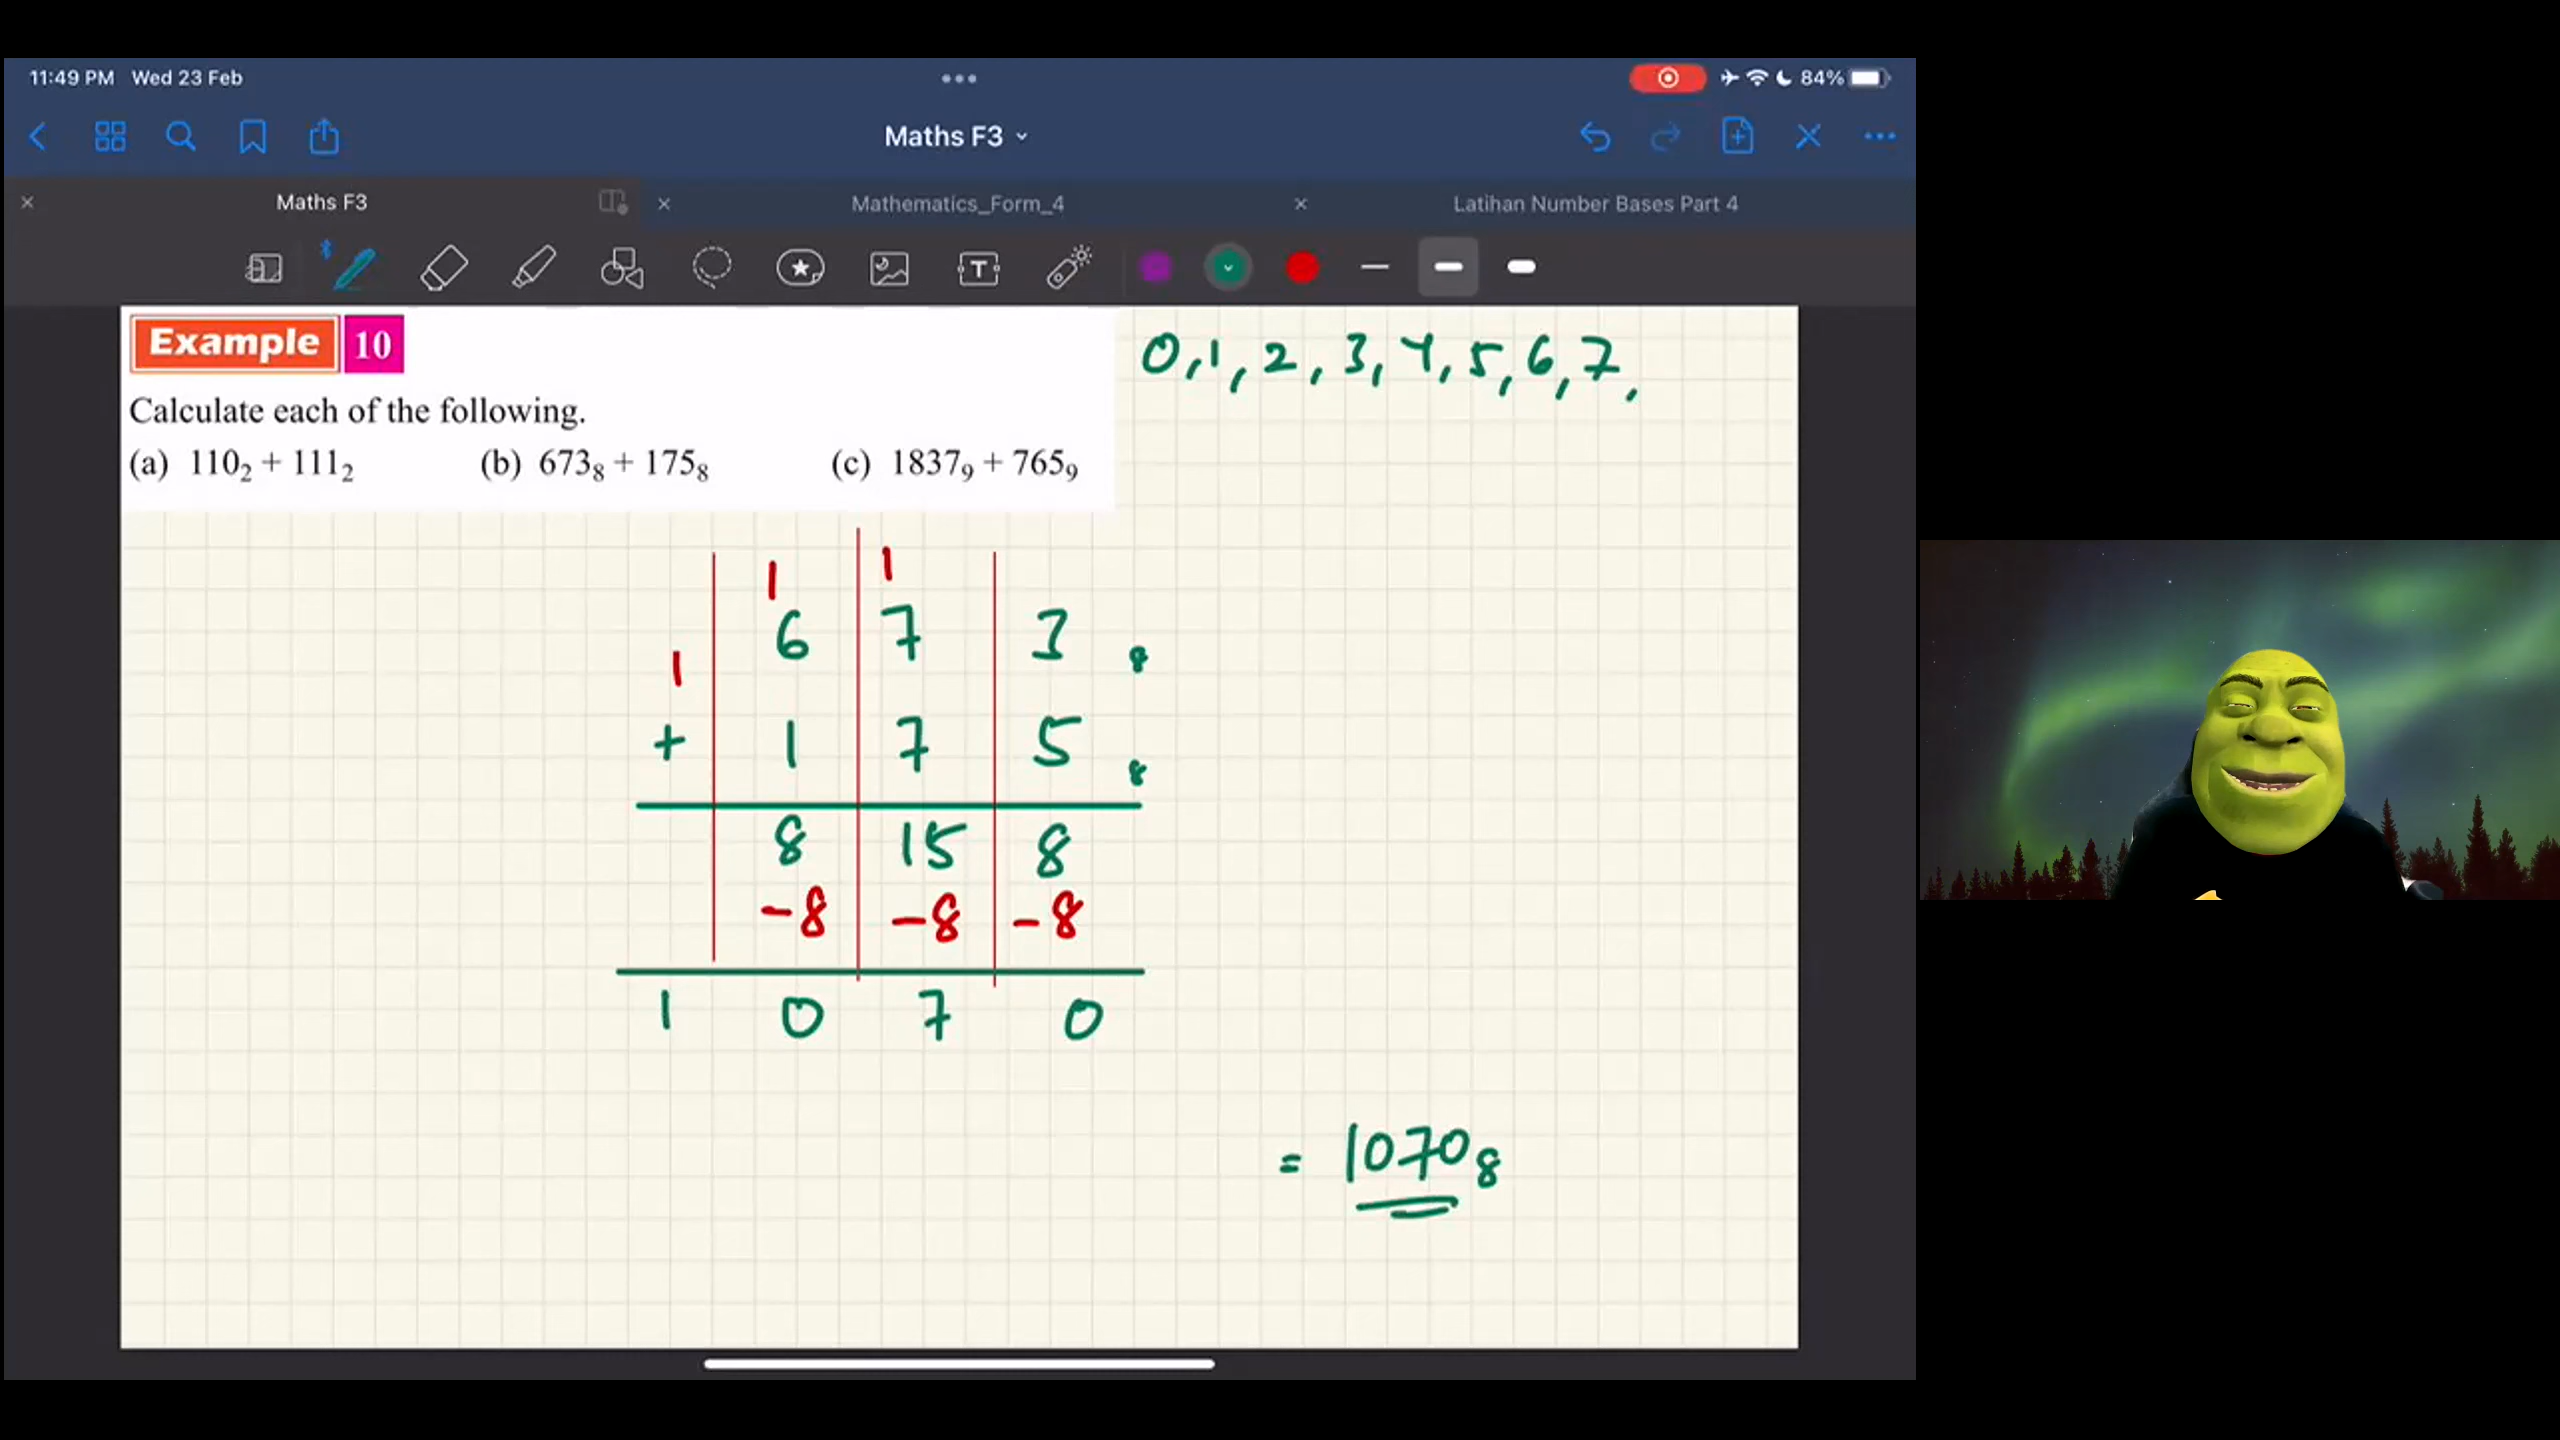 11:49 PM Wed 23 Feb
84%
Maths F3
Maths F3
Mathematics_Form_4
Latihan Number Bases Part 4
T
Example 10
0, 1, 2, 3, 4, 5, 6, 7,
Calculate each of the following.
(a) 110₂ + 111₂ (b) 673₈ + 175₈ (c) 1837₉ + 765₉
1 1
6 7 3 ₈
1
+ 1 7 5 ₈
8 15 8
-8 -8 -8
1 0 7 0
= 1070₈